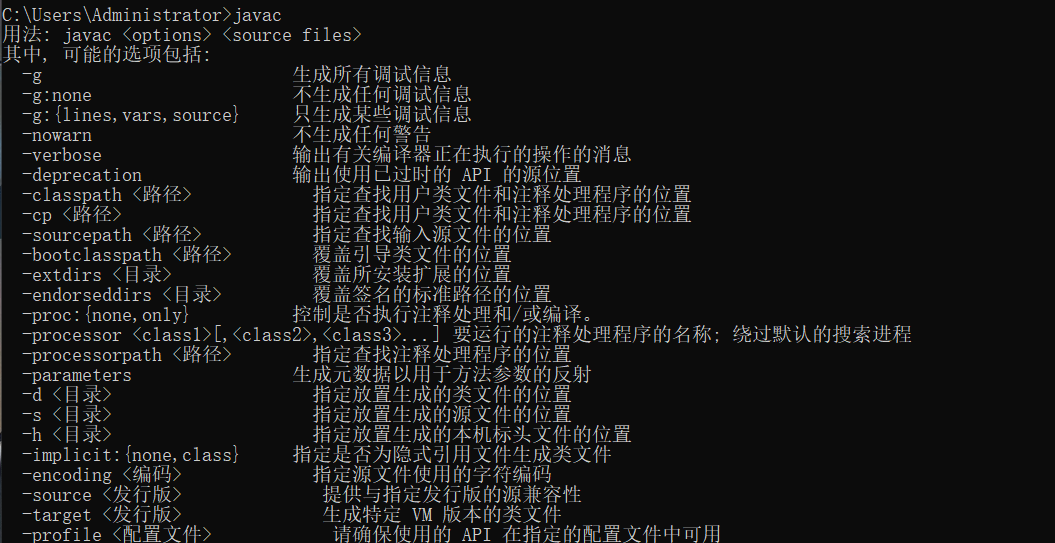 C:\Users\Administrator>javac
用法: javac <options> <source files>
其中, 可能的选项包括:
-g 生成所有调试信息
-g:none 不生成任何调试信息
-g:{lines,vars,source} 只生成某些调试信息
-nowarn 不生成任何警告
-verbose 输出有关编译器正在执行的操作的消息
-deprecation 输出使用已过时的 API 的源位置
-classpath <路径> 指定查找用户类文件和注释处理程序的位置
-cp <路径> 指定查找用户类文件和注释处理程序的位置
-sourcepath <路径> 指定查找输入源文件的位置
-bootclasspath <路径> 覆盖引导类文件的位置
-extdirs <目录> 覆盖所安装扩展的位置
-endorseddirs <目录> 覆盖签名的标准路径的位置
-proc:{none,only} 控制是否执行注释处理和/或编译。
-processor <class1>[,<class2>,<class3>...] 要运行的注释处理程序的名称; 绕过默认的搜索进程
-processorpath <路径> 指定查找注释处理程序的位置
-parameters 生成元数据以用于方法参数的反射
-d <目录> 指定放置生成的类文件的位置
-s <目录> 指定放置生成的源文件的位置
-h <目录> 指定放置生成的本机标头文件的位置
-implicit:{none,class} 指定是否为隐式引用文件生成类文件
-encoding <编码> 指定源文件使用的字符编码
-source <发行版> 提供与指定发行版的源兼容性
-target <发行版> 生成特定 VM 版本的类文件
-profile <配置文件> 请确保使用的 API 在指定的配置文件中可用